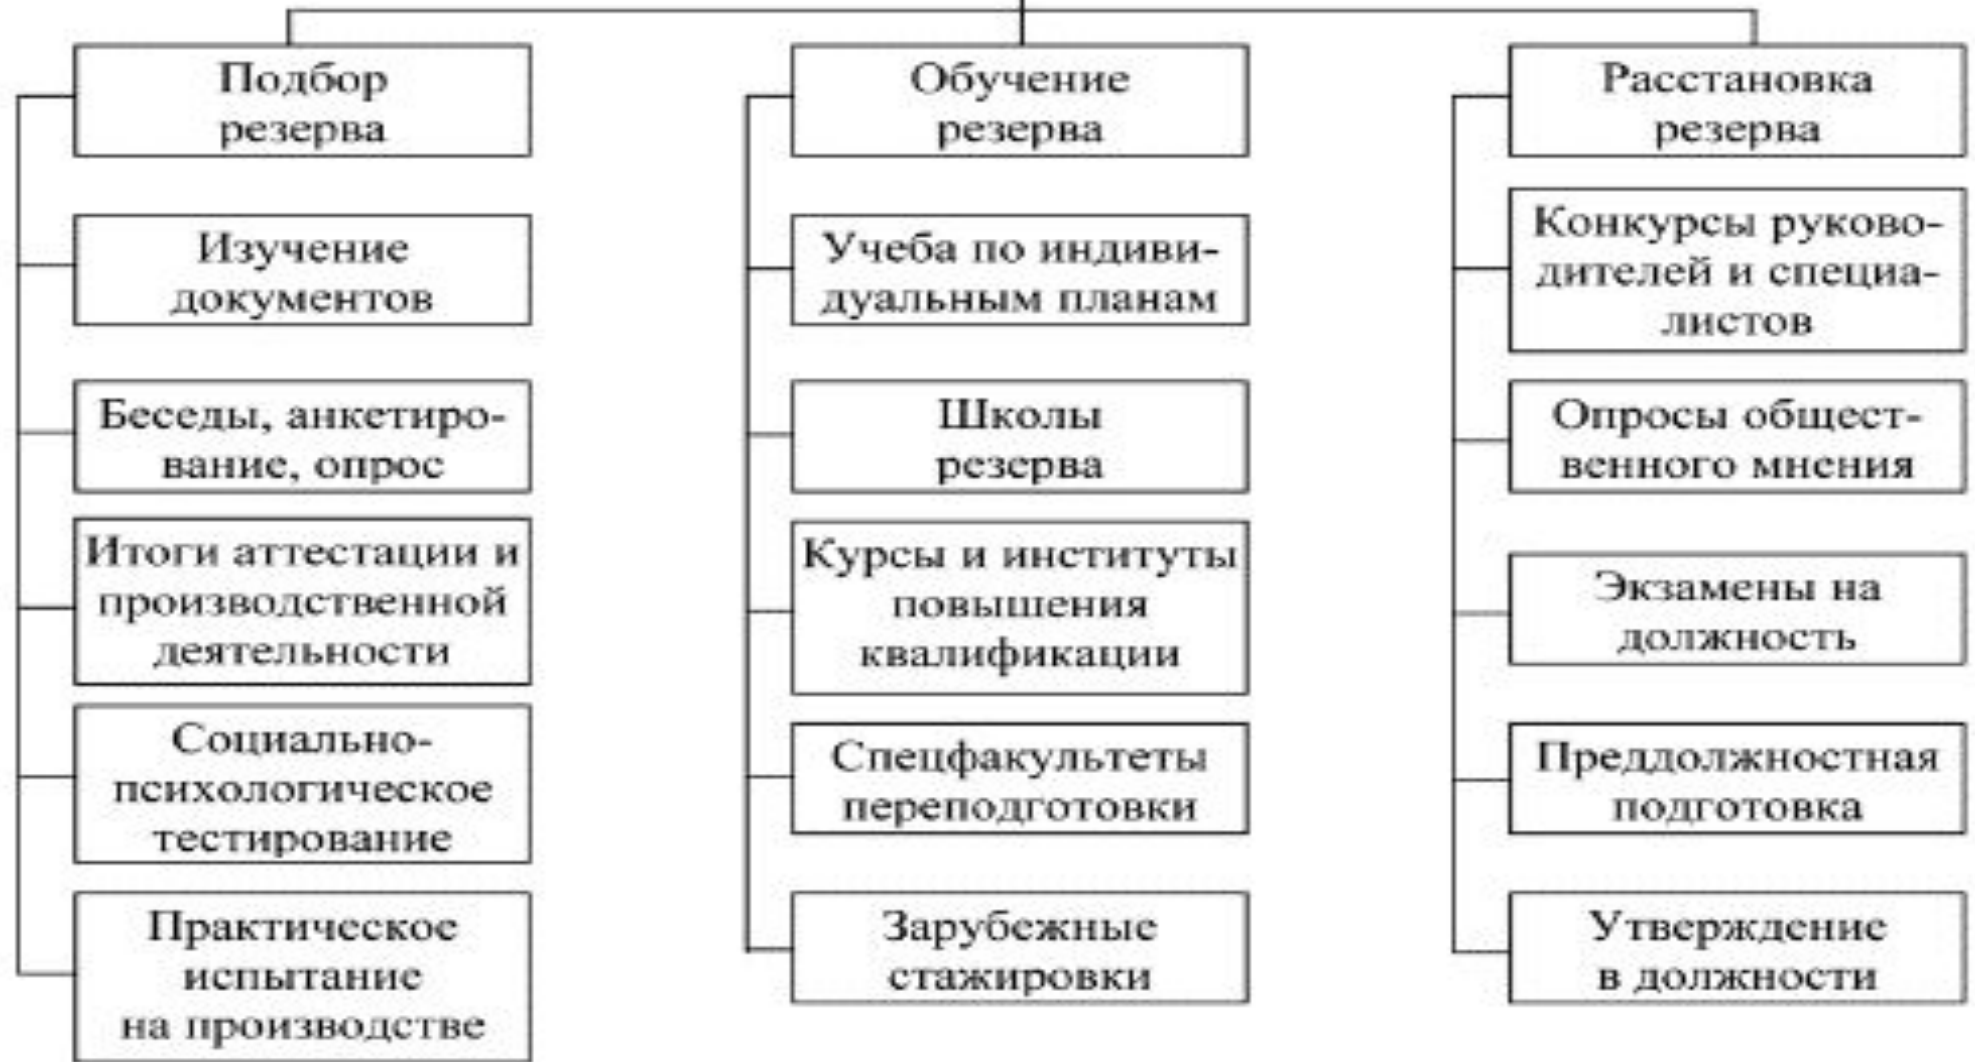 Подбор
резерва
Изучение
документов
Беседы, анкетиро-
вание, опрос
Итоги аттестации и
производственной
деятельности
Социально-
психологическое
тестирование
Практическое
испытание
на производстве
Обучение
резерва
Учеба по индиви-
дуальным планам
Школы
резерва
Курсы и институты
повышения
квалификации
Спецфакультеты
переподготовки
Зарубежные
стажировки
Расстановка
резерва
Конкурсы руково-
дителей и специа-
листов
Опросы общест-
венного мнения
Экзамены на
должность
Преддолжностная
подготовка
Утверждение
в должности